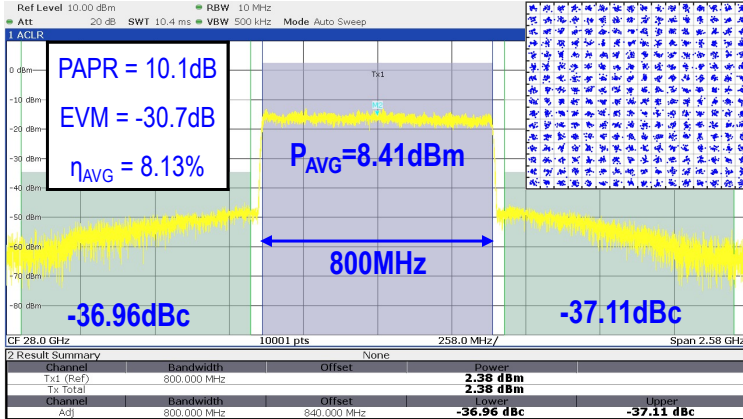 Ref Level 10.00 dBm RBW 10 MHz
Att 20 dB SWT 10.4 ms VBW 500 kHz Mode Auto Sweep
1 ACLR
0 dBm
Tx1
PAPR = 10.1dB
EVM = -30.7dB
ηAVG = 8.13%
-10 dBm
-20 dBm
-30 dBm
-40 dBm
-50 dBm
-60 dBm
-70 dBm
-80 dBm
PAVG=8.41dBm
800MHz
-36.96dBc
-37.11dBc
CF 28.0 GHz 10001 pts 258.0 MHz/ Span 2.58 GHz
2 Result Summary None
Channel Bandwidth Offset Power
Tx1 (Ref) 800.000 MHz 2.38 dBm
Tx Total 2.38 dBm
Channel Bandwidth Offset Lower Upper
Adj 800.000 MHz 840.000 MHz -36.96 dBc -37.11 dBc